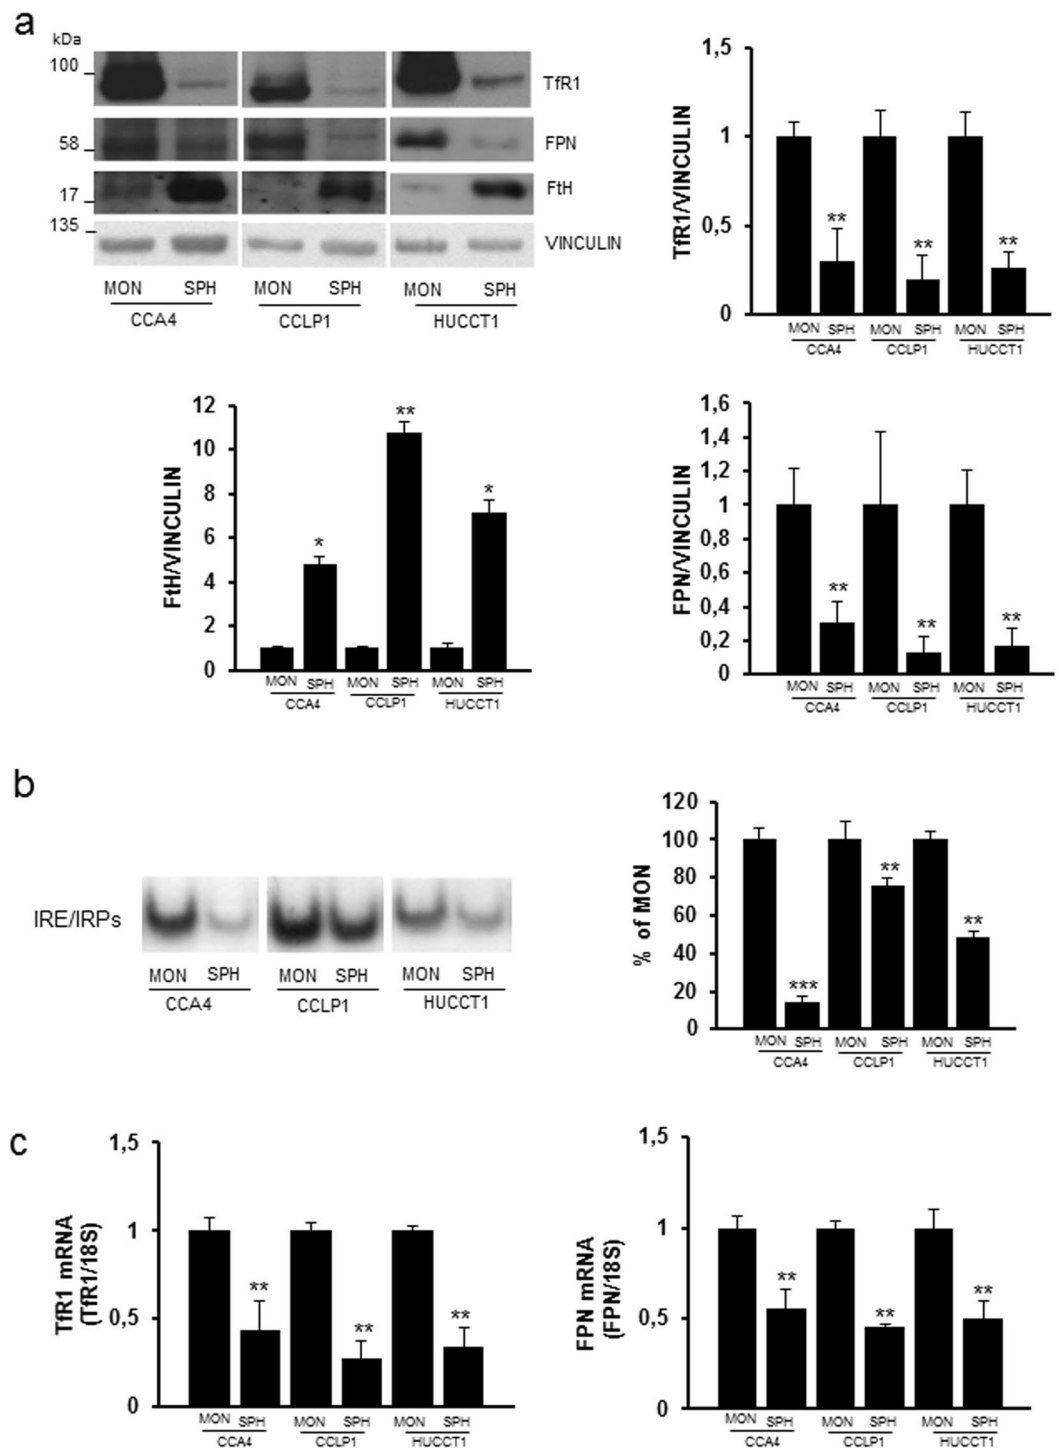 a
kDa
100
TfR1
58
FPN
17
FtH
135
VINCULIN
MON SPH MON SPH MON SPH
CCA4 CCLP1 HUCCT1
TfR1/VINCULIN
1,5
1
0,5
0
** ** **
MON SPH MON SPH MON SPH
CCA4 CCLP1 HUCCT1
FtH/VINCULIN
12
10
8
6
4
2
0
* ** *
MON SPH MON SPH MON SPH
CCA4 CCLP1 HUCCT1
FPN/VINCULIN
1,6
1,4
1,2
1
0,8
0,6
0,4
0,2
0
** ** **
MON SPH MON SPH MON SPH
CCA4 CCLP1 HUCCT1
b
IRE/IRPs
MON SPH MON SPH MON SPH
CCA4 CCLP1 HUCCT1
% of MON
120
100
80
60
40
20
0
*** ** **
MON SPH MON SPH MON SPH
CCA4 CCLP1 HUCCT1
c
TfR1 mRNA
(TfR1/18S)
1,5
1
0,5
0
** ** **
MON SPH MON SPH MON SPH
CCA4 CCLP1 HUCCT1
FPN mRNA
(FPN/18S)
1,5
1
0,5
0
** ** **
MON SPH MON SPH MON SPH
CCA4 CCLP1 HUCCT1